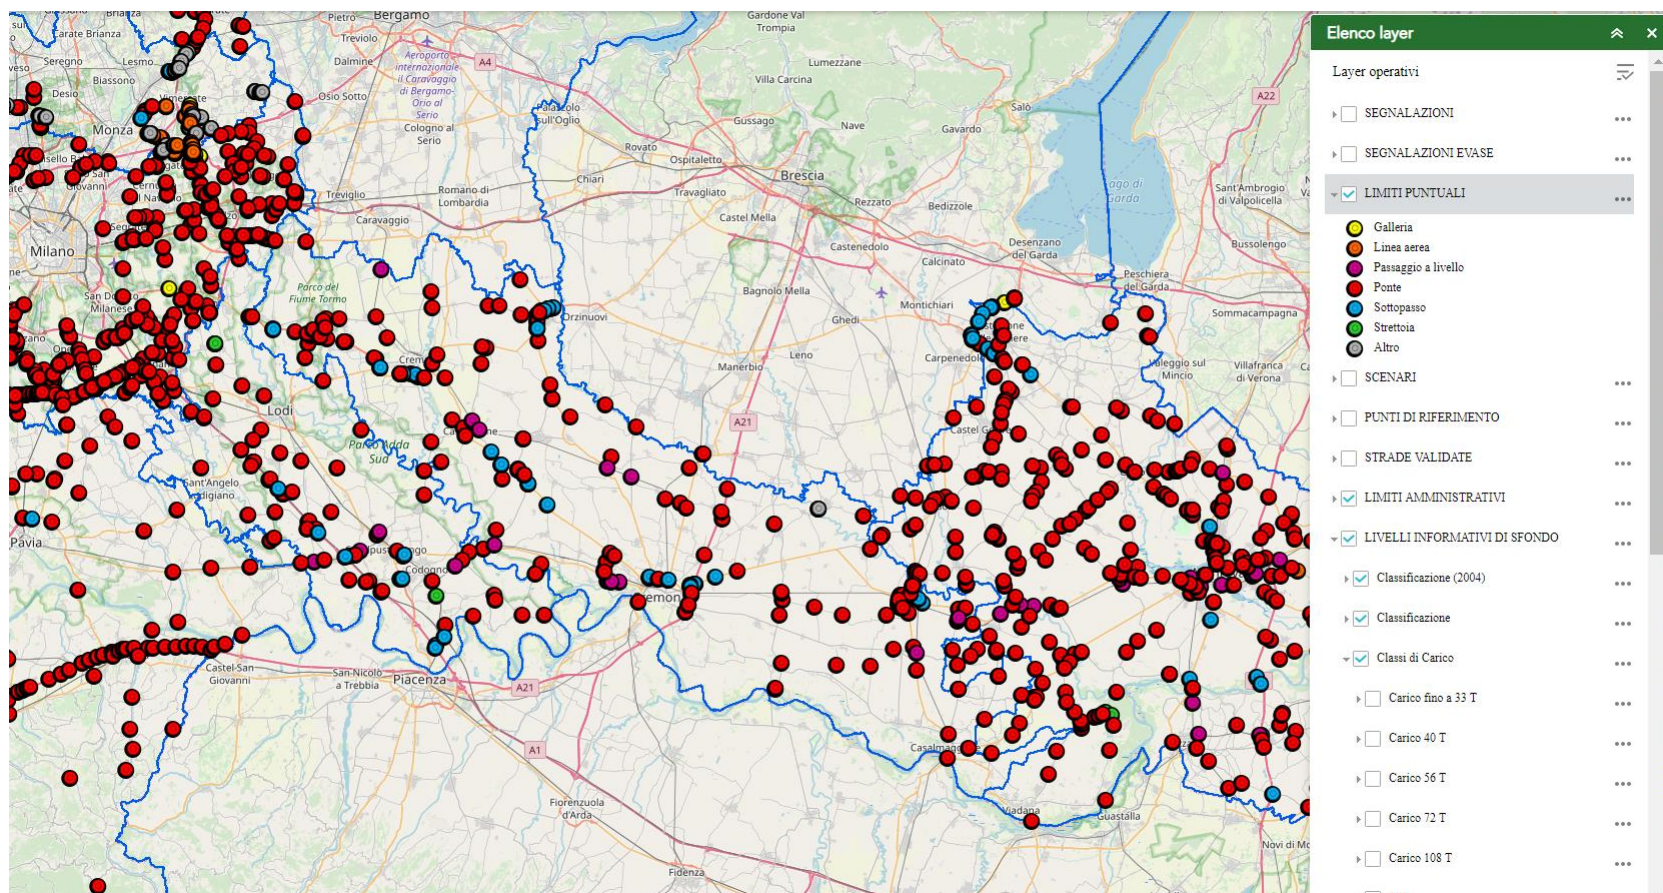 Pietro
Bergamo
Gardone Val
Trompia
Carate Brianza
Treviolo
Seregno
Lesmo
Dalmine
Aeroporto
internazionale
il Caravaggio
di Bergamo-
Orio al
Serio
A4
Lumezzane
Biassono
Villa Carcina
Desio
Osio Sotto
Palazzolo
sull'Oglio
Salò
A22
Vimercate
Monza
Cologno al
Serio
Gussago
Nave
Gavardo
Rovato
Ospitaletto
Brescia
Lago di
Garda
Sant'Ambrogio
di Valpolicella
Treviglio
Romano di
Lombardia
Chiari
Travagliato
Rezzato
Bedizzole
Caravaggio
Castel Mella
Milano
Castenedolo
Desenzano
del Garda
Bussolengo
Calcinato
Peschiera
del Garda
Parco del
Fiume Tormo
Bagnolo Mella
Montichiari
Sommacampagna
Milanese
Orzinuovi
Ghedi
Leno
Carpenedolo
Valeggio sul
Mincio
Villafranca
di Verona
Manerbio
Lodi
A21
Parco Adda
Sud
Sant'Angelo
Pavia
Codogno
Castel San
Giovanni
San Nicolo
a Trebbia
Piacenza
A21
A1
Viadana
Guastalla
Fiorenzuola
d'Arda
Fidenza
Elenco layer
Layer operativi
SEGNALAZIONI
SEGNALAZIONI EVASE
LIMITI PUNTUALI
Galleria
Linea aerea
Passaggio a livello
Ponte
Sottopasso
Strettoia
Altro
SCENARI
PUNTI DI RIFERIMENTO
STRADE VALIDATE
LIMITI AMMINISTRATIVI
LIVELLI INFORMATIVI DI SFONDO
Classificazione (2004)
Classificazione
Classi di Carico
Carico fino a 33 T
Carico 40 T
Carico 56 T
Carico 72 T
Carico 108 T